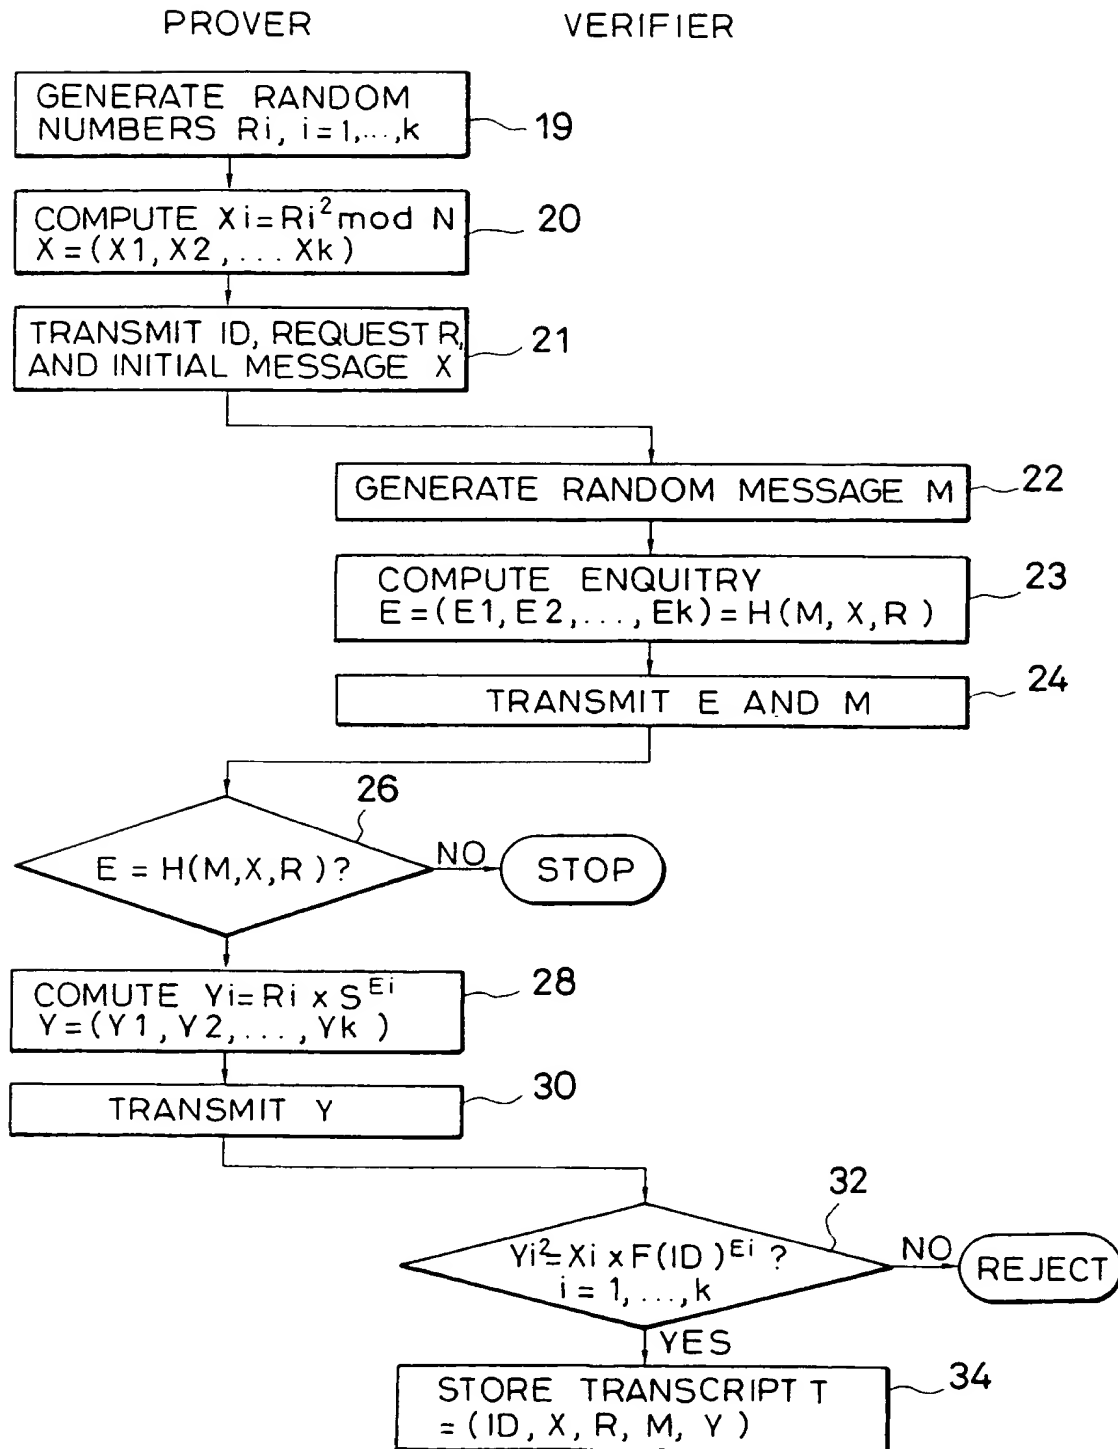 PROVER
VERIFIER
GENERATE RANDOM
NUMBERS Ri, i=1,...,k
19
COMPUTE Xi=Ri² mod N
X=(X1,X2,...Xk)
20
TRANSMIT ID, REQUEST R,
AND INITIAL MESSAGE X
21
GENERATE RANDOM MESSAGE M
22
COMPUTE ENQUITRY
E=(E1,E2,...,Ek)=H(M,X,R)
23
TRANSMIT E AND M
24
26
E = H(M,X,R)?
NO
STOP
COMUTE Yi=Ri x S^Ei
Y=(Y1,Y2,...,Yk)
28
TRANSMIT Y
30
32
Yi²=Xi x F(ID)^Ei ?
i = 1,...,k
NO
REJECT
YES
STORE TRANSCRIPT T
=(ID, X, R, M, Y)
34